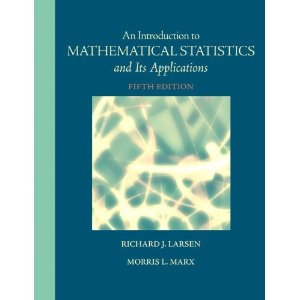 An Introduction to
MATHEMATICAL STATISTICS
and Its Applications
FIFTH EDITION
RICHARD J. LARSEN
MORRIS L. MARX